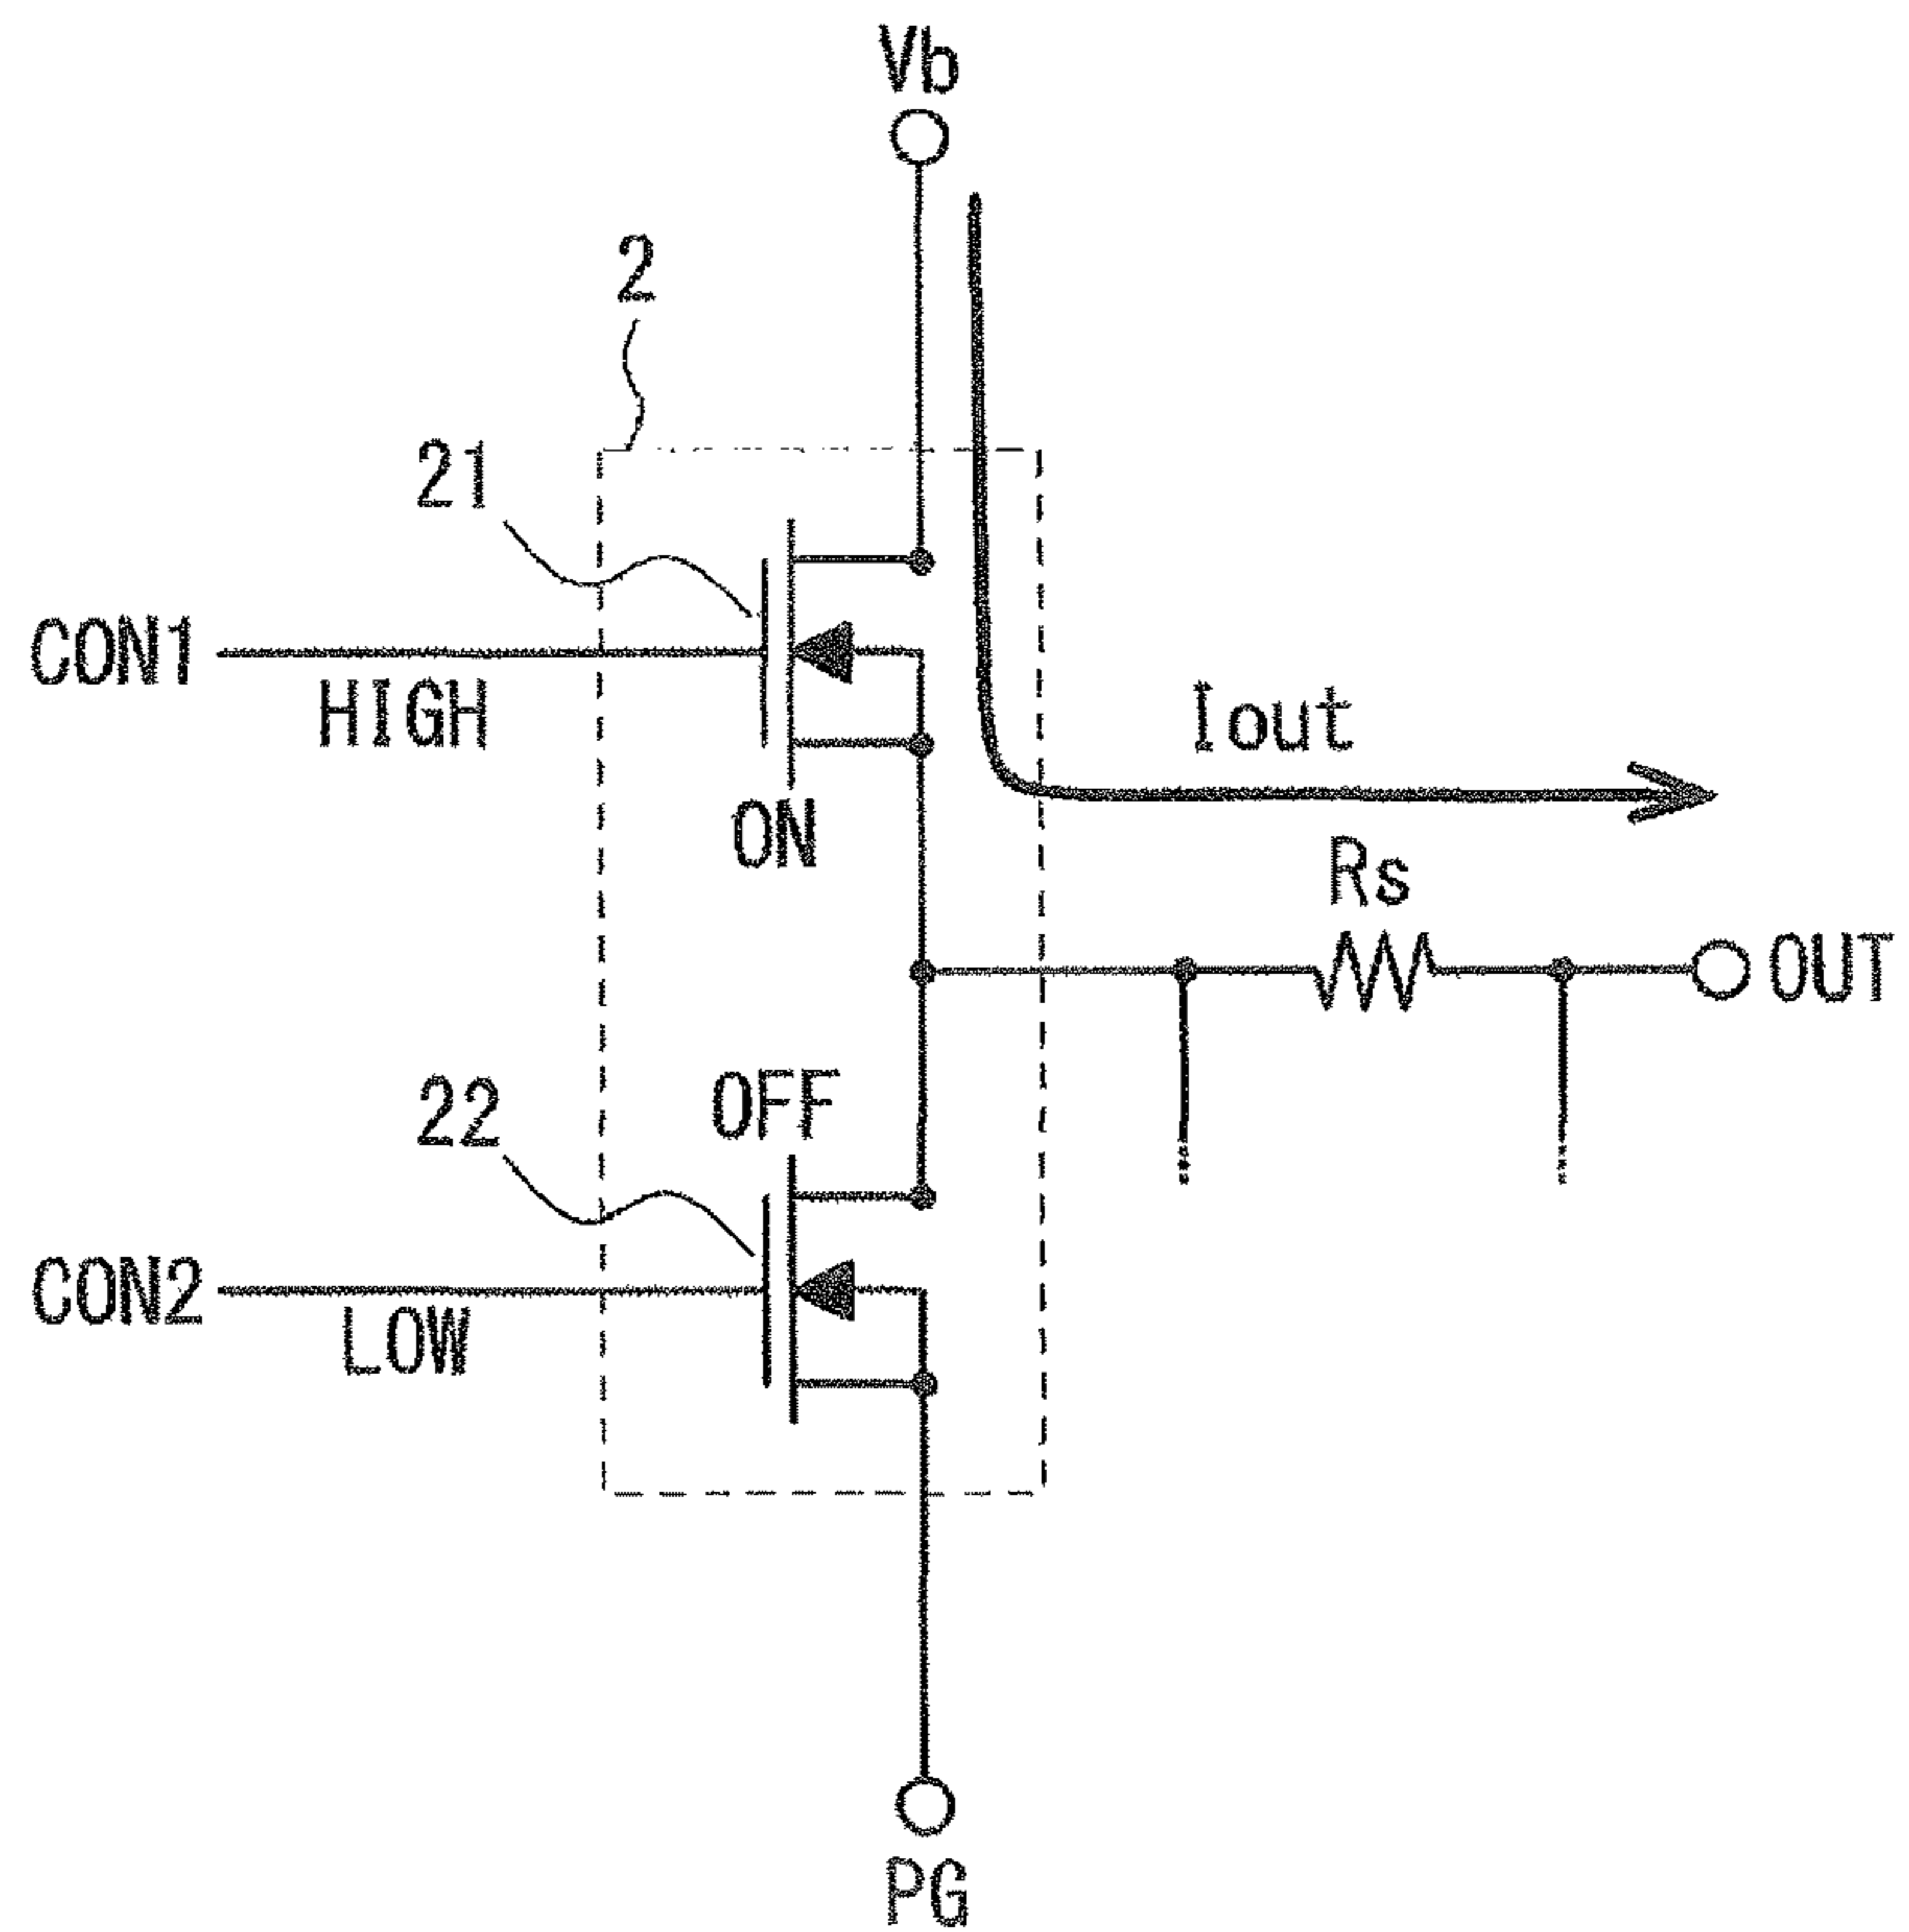 Vb
2
21
CON1
HIGH
Iout
ON
Rs
OUT
OFF
22
CON2
LOW
PG